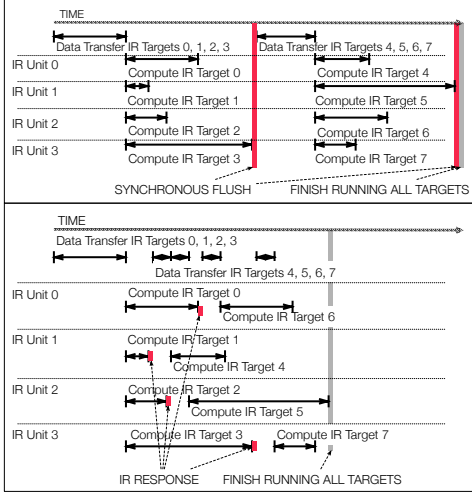 TIME
Data Transfer IR Targets 0, 1, 2, 3 Data Transfer IR Targets 4, 5, 6, 7
IR Unit 0
Compute IR Target 0 Compute IR Target 4
IR Unit 1
Compute IR Target 1 Compute IR Target 5
IR Unit 2
Compute IR Target 2 Compute IR Target 6
IR Unit 3
Compute IR Target 3 Compute IR Target 7
SYNCHRONOUS FLUSH FINISH RUNNING ALL TARGETS
TIME
Data Transfer IR Targets 0, 1, 2, 3
Data Transfer IR Targets 4, 5, 6, 7
IR Unit 0 Compute IR Target 0
Compute IR Target 6
IR Unit 1 Compute IR Target 1
Compute IR Target 4
IR Unit 2 Compute IR Target 2
Compute IR Target 5
IR Unit 3 Compute IR Target 3 Compute IR Target 7
IR RESPONSE FINISH RUNNING ALL TARGETS